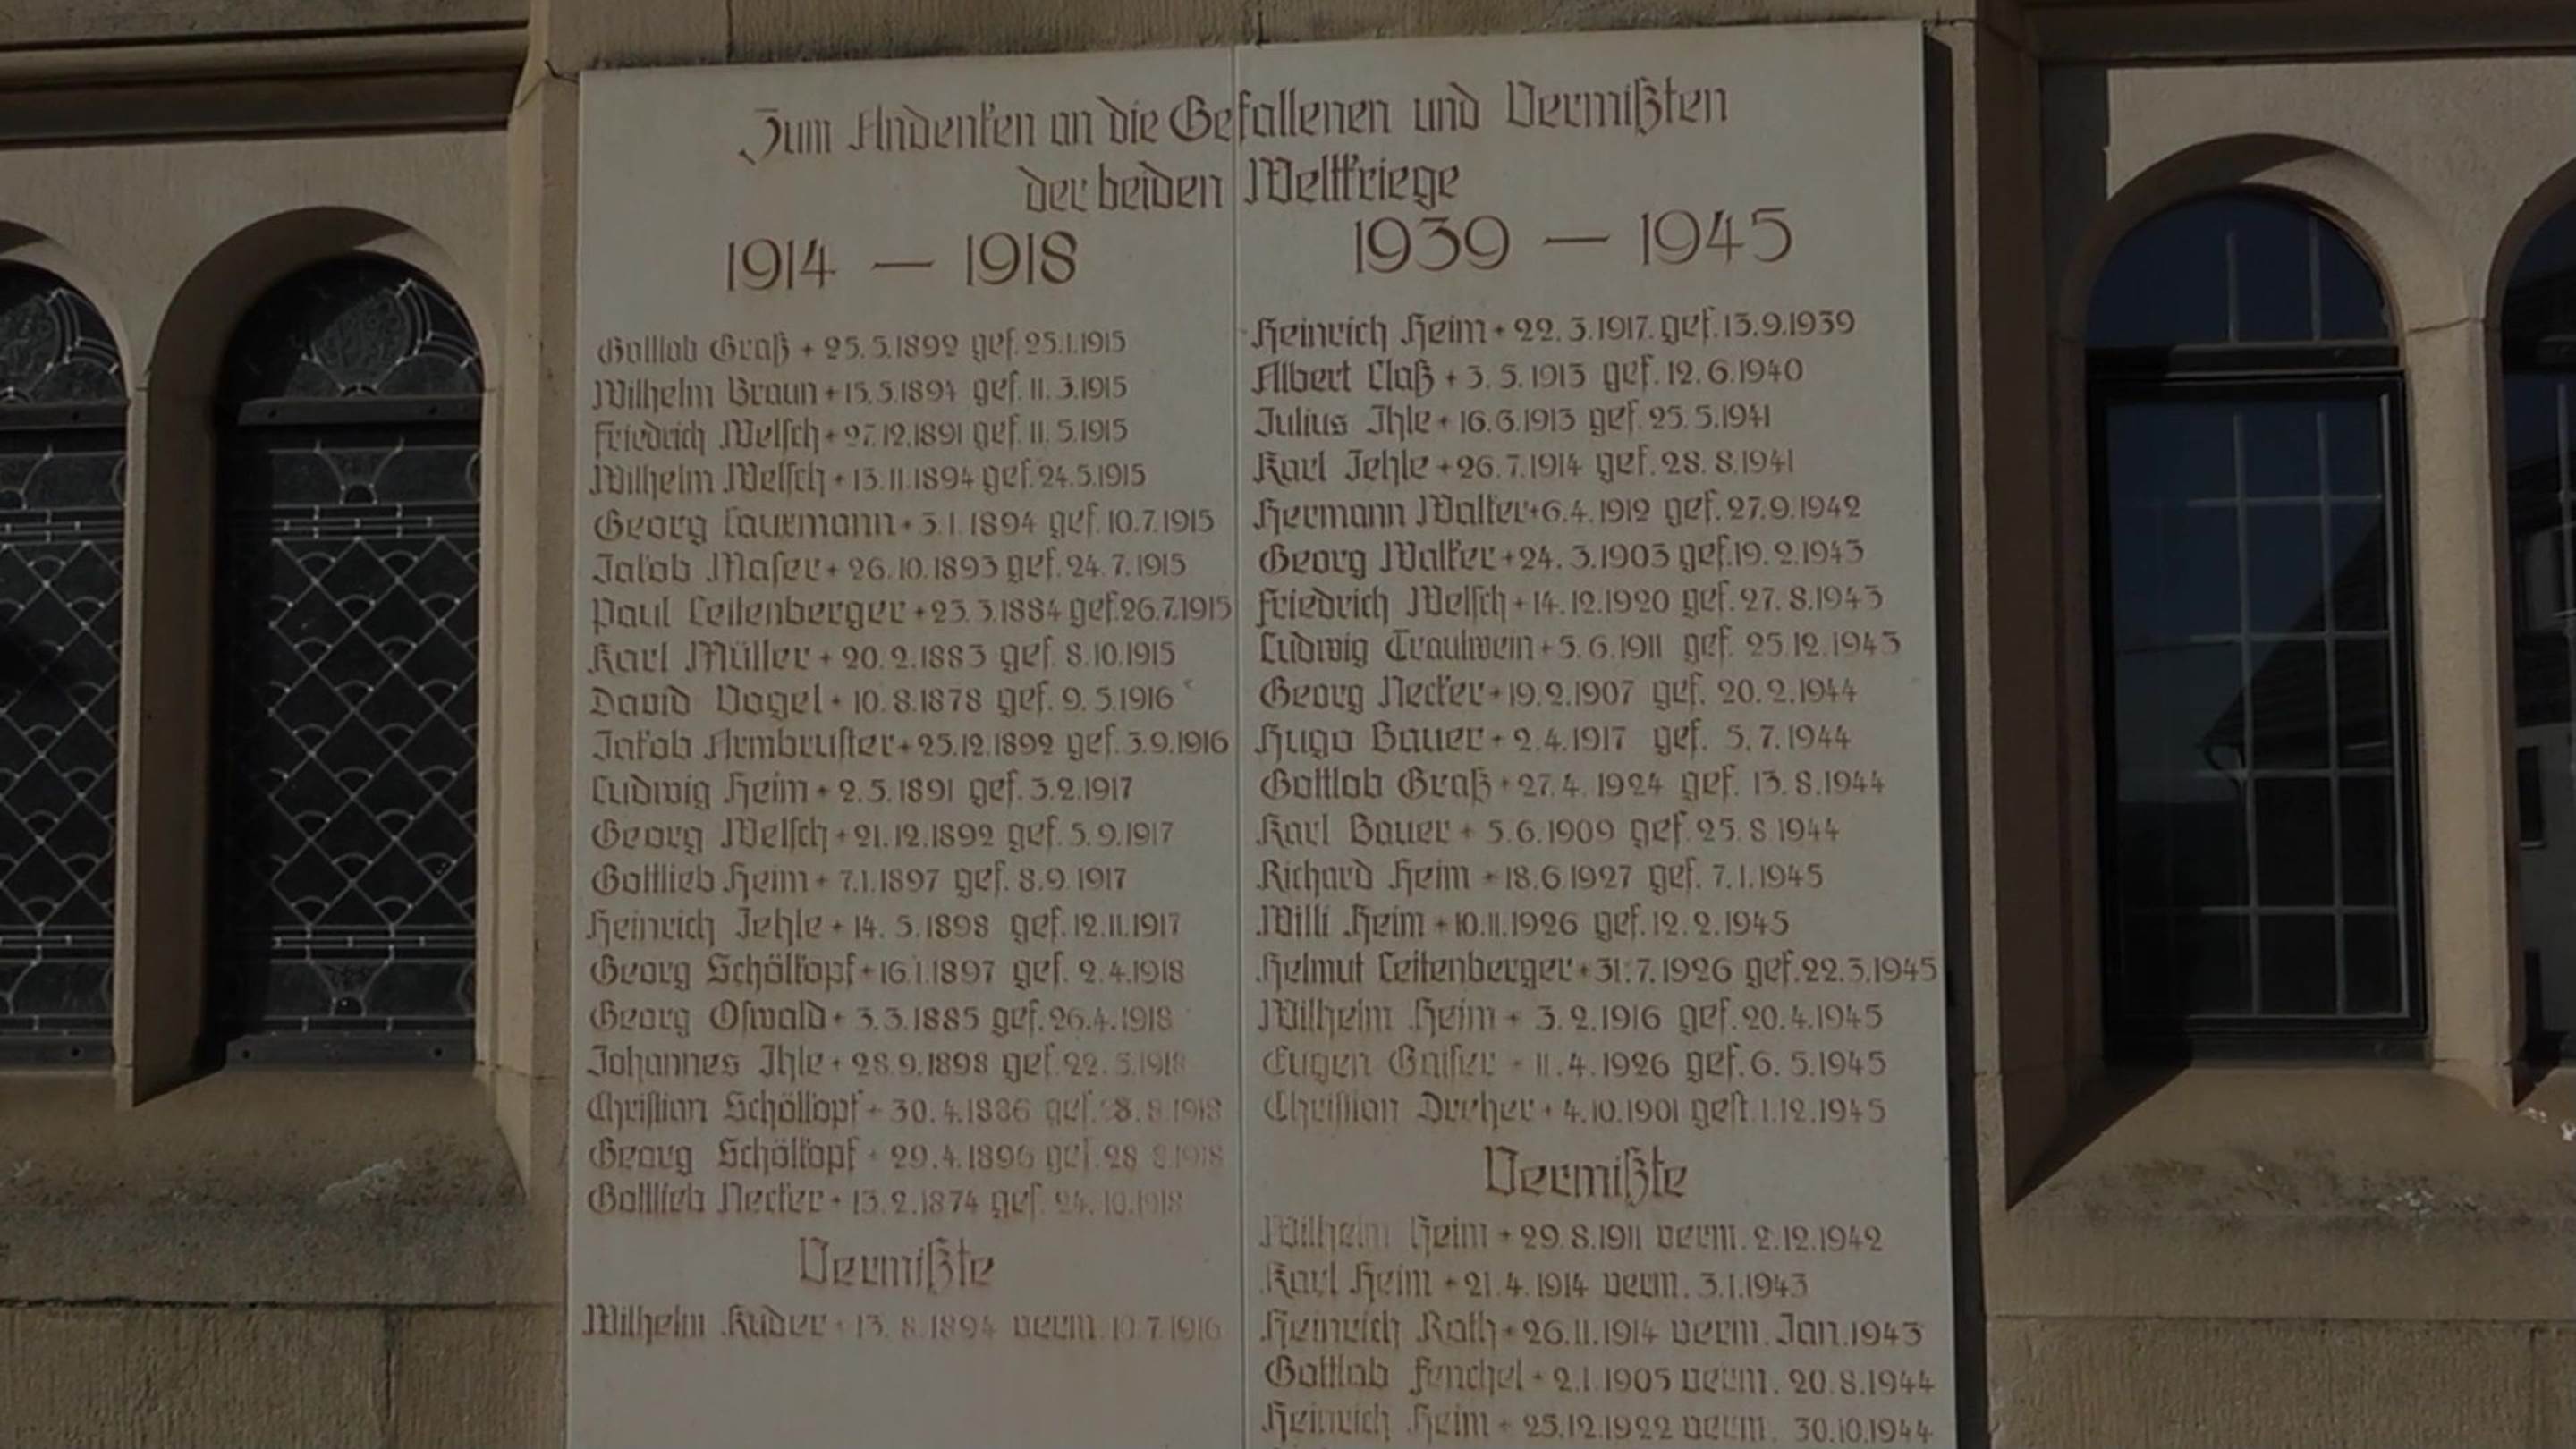 Zum Andenken an die Gefallenen und Vermißten
der beiden Weltkriege
1914 — 1918
Gottlob Graß * 25.5.1892 gef. 25.1.1915
Wilhelm Braun * 15.5.1894 gef. 11.3.1915
Friedrich Welsch * 27.12.1891 gef. 11.5.1915
Wilhelm Welsch * 13.11.1894 gef. 24.5.1915
Georg Lauxmann * 3.1.1894 gef. 10.7.1915
Jakob Maser * 26.10.1893 gef. 24.7.1915
Paul Leitenberger * 23.3.1884 gef. 26.7.1915
Karl Müller * 20.2.1883 gef. 8.10.1915
David Vogel * 10.8.1878 gef. 9.5.1916
Jakob Armbruster * 25.12.1892 gef. 3.9.1916
Ludwig Heim * 2.5.1891 gef. 3.2.1917
Georg Welsch * 21.12.1892 gef. 5.9.1917
Gottlieb Heim * 7.1.1897 gef. 8.9.1917
Heinrich Jehle * 14.5.1898 gef. 12.11.1917
Georg Schölkopf * 16.1.1897 gef. 2.4.1918
Georg Oswald * 3.3.1885 gef. 26.4.1918
Johannes Ihle * 28.9.1898 gef. 22.5.1918
Christian Schölkopf * 30.4.1886 gef. 8.8.1918
Georg Schölkopf * 29.4.1896 gef. 28.8.1918
Gottlieb Necker * 13.2.1874 gef. 24.10.1918
Vermißte
Wilhelm Kuder * 13.8.1894 verm. 10.7.1916
1939 — 1945
Heinrich Heim * 22.3.1917. gef. 13.9.1939
Albert Claß * 3.5.1913 gef. 12.6.1940
Julius Ihle * 16.6.1913 gef. 25.5.1941
Karl Jehle * 26.7.1914 gef. 28.8.1941
Hermann Walker * 6.4.1912 gef. 27.9.1942
Georg Walker * 24.3.1903 gef. 19.2.1943
Friedrich Welsch * 14.12.1920 gef. 27.8.1943
Ludwig Trautwein * 5.6.1911 gef. 25.12.1943
Georg Necker * 19.2.1907 gef. 20.2.1944
Hugo Bauer * 2.4.1917 gef. 5.7.1944
Gottlob Graß * 27.4.1924 gef. 13.8.1944
Karl Bauer * 5.6.1909 gef. 25.8.1944
Richard Heim * 18.6.1927 gef. 7.1.1945
Willi Heim * 10.11.1926 gef. 12.2.1945
Helmut Leitenberger * 31.7.1926 gef. 22.3.1945
Wilhelm Heim * 3.2.1916 gef. 20.4.1945
Eugen Gaiser * 11.4.1926 gef. 6.5.1945
Christian Dreher * 4.10.1901 gest. 1.12.1945
Vermißte
Wilhelm Heim * 29.8.1911 verm. 2.12.1942
Karl Heim * 21.4.1914 verm. 3.1.1943
Heinrich Roth * 26.11.1914 verm. Jan.1943
Gottlob Fenchel * 2.1.1905 verm. 20.8.1944
Heinrich Heim * 25.12.1922 verm. 30.10.1944